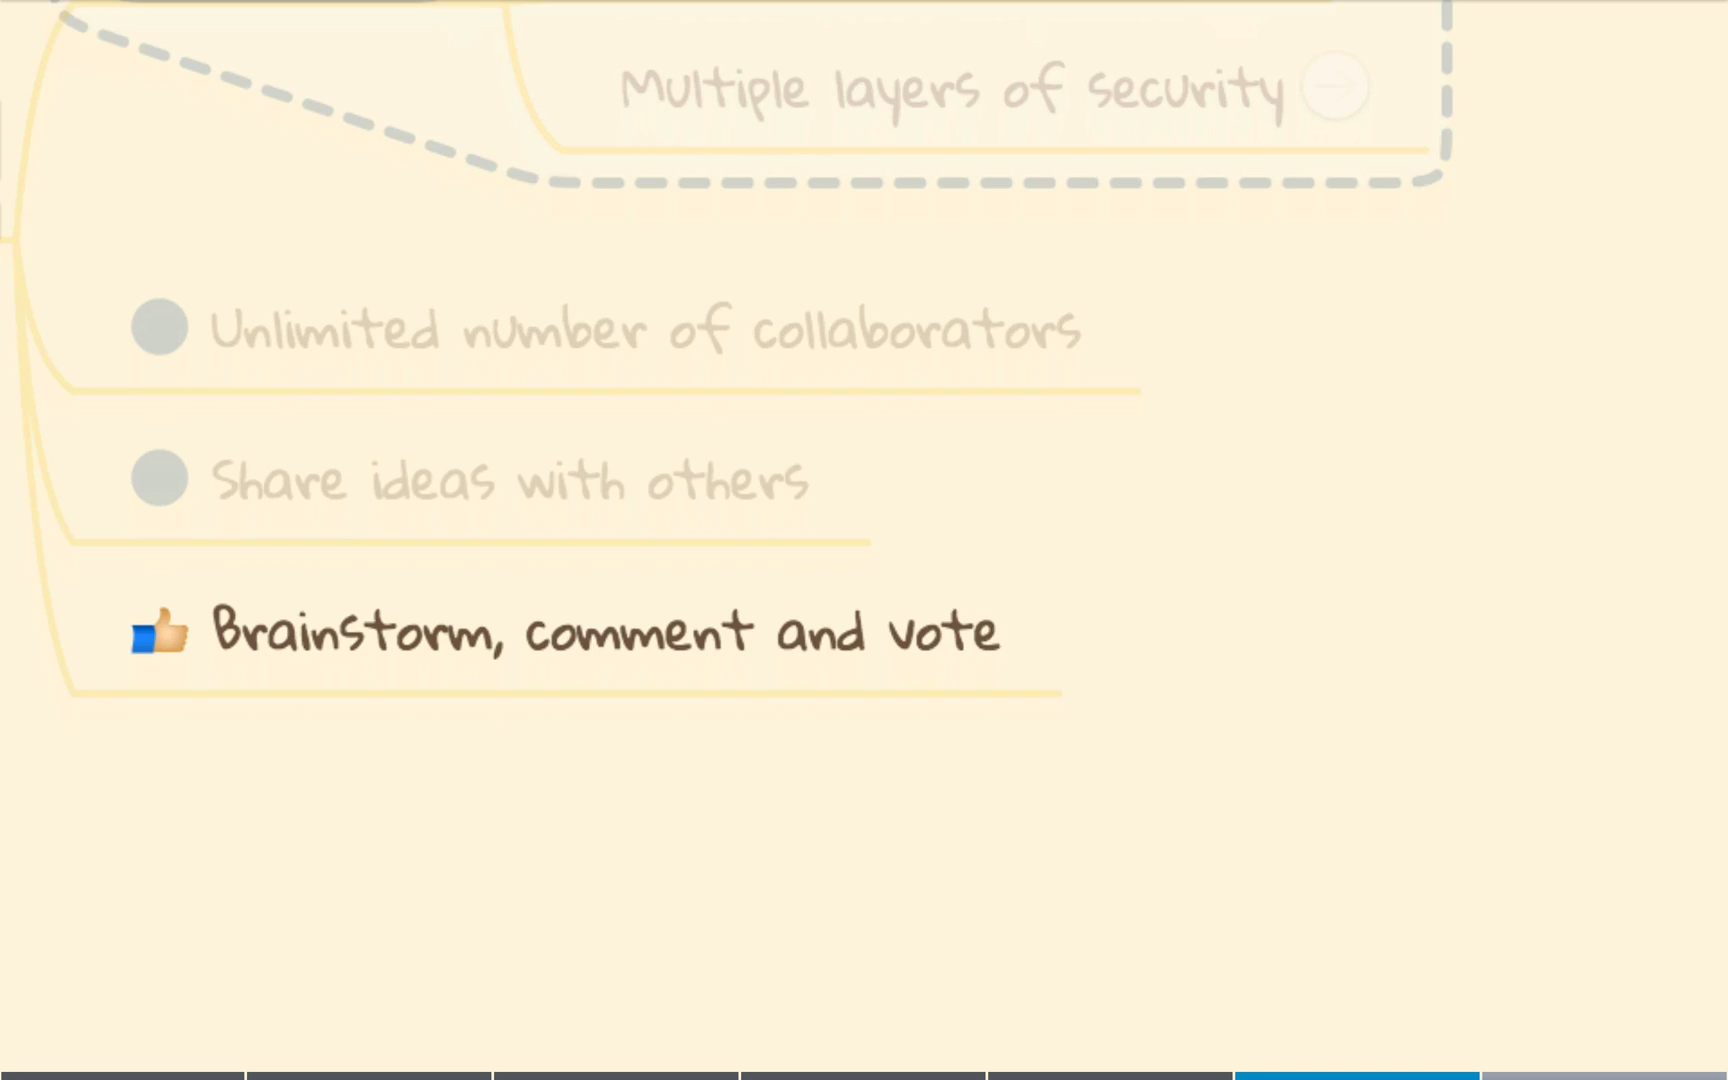 Multiple layers of security
Unlimited number of collaborators
Share ideas with others
Brainstorm, comment and vote